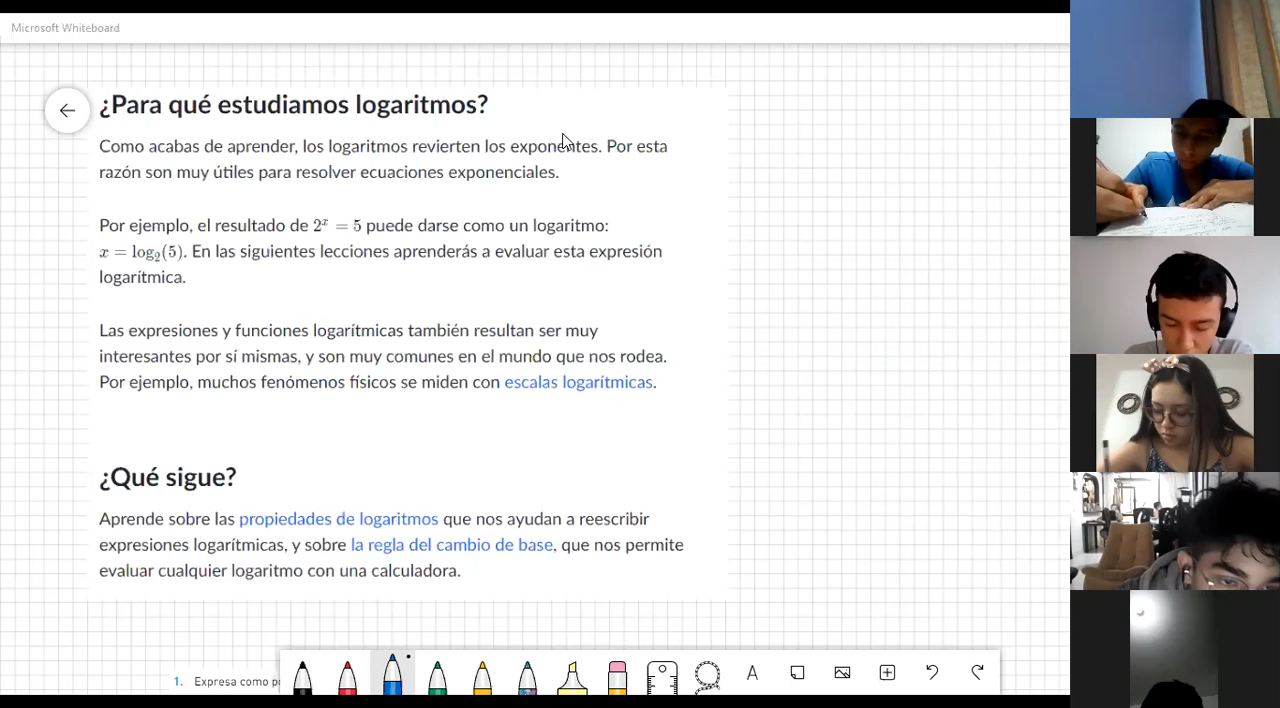 Microsoft Whiteboard
¿Para qué estudiamos logaritmos?
Como acabas de aprender, los logaritmos revierten los exponentes. Por esta
razón son muy útiles para resolver ecuaciones exponenciales.
Por ejemplo, el resultado de 2ˣ = 5 puede darse como un logaritmo:
x = log₂(5). En las siguientes lecciones aprenderás a evaluar esta expresión
logarítmica.
Las expresiones y funciones logarítmicas también resultan ser muy
interesantes por sí mismas, y son muy comunes en el mundo que nos rodea.
Por ejemplo, muchos fenómenos físicos se miden con escalas logarítmicas.
¿Qué sigue?
Aprende sobre las propiedades de logaritmos que nos ayudan a reescribir
expresiones logarítmicas, y sobre la regla del cambio de base, que nos permite
evaluar cualquier logaritmo con una calculadora.
1. Expresa como
A